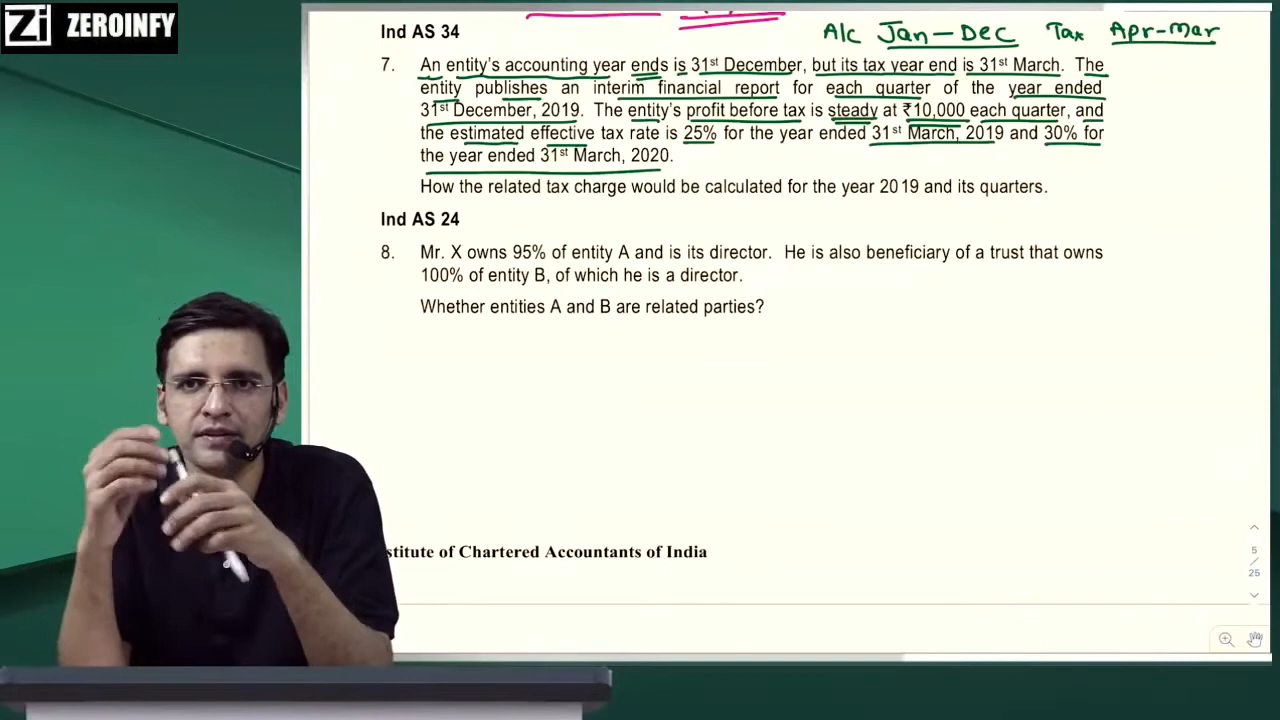 Zi ZEROINFY
Ind AS 34
A/c Jan – Dec Tax Apr-Mar
7. An entity's accounting year ends is 31st December, but its tax year end is 31st March. The
entity publishes an interim financial report for each quarter of the year ended
31st December, 2019. The entity's profit before tax is steady at ₹10,000 each quarter, and
the estimated effective tax rate is 25% for the year ended 31st March, 2019 and 30% for
the year ended 31st March, 2020.
How the related tax charge would be calculated for the year 2019 and its quarters.
Ind AS 24
8. Mr. X owns 95% of entity A and is its director. He is also beneficiary of a trust that owns
100% of entity B, of which he is a director.
Whether entities A and B are related parties?
stitute of Chartered Accountants of India
5
/
25